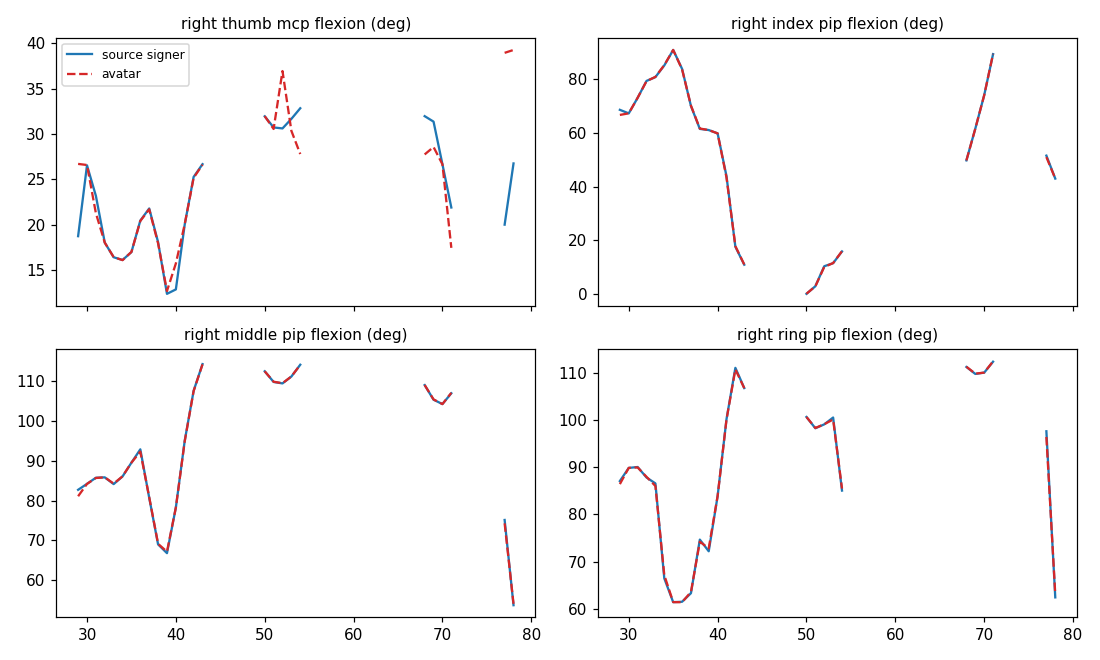 right thumb mcp flexion (deg)
right index pip flexion (deg)
source signer
avatar
40
35
30
25
20
15
80
60
40
20
0
right middle pip flexion (deg)
right ring pip flexion (deg)
110
100
90
80
70
60
30 40 50 60 70 80
110
100
90
80
70
60
30 40 50 60 70 80